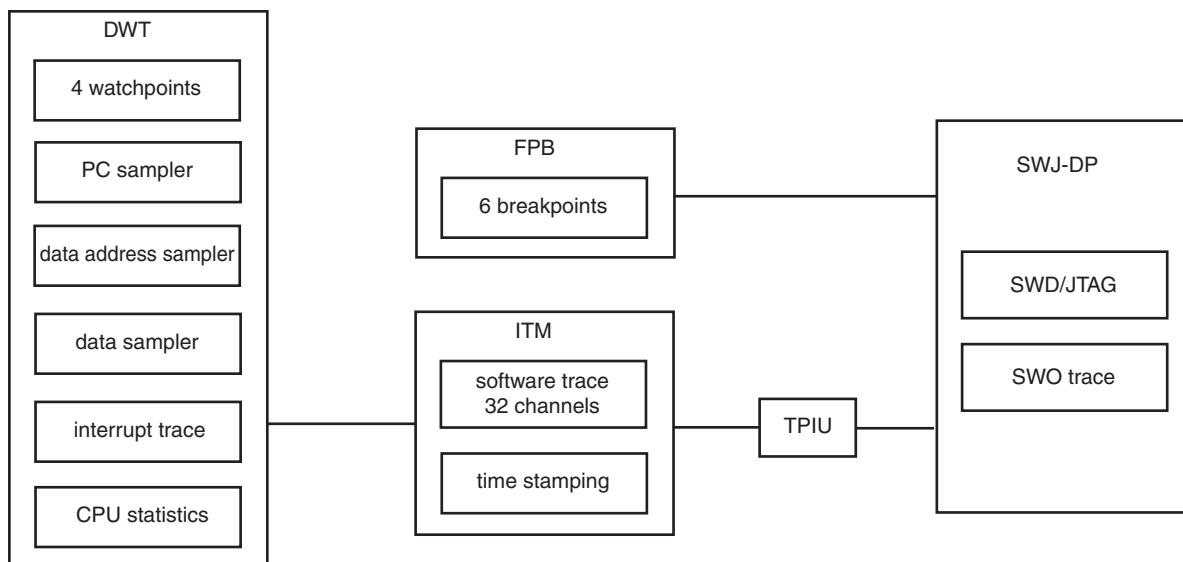 DWT
4 watchpoints
PC sampler
data address sampler
data sampler
interrupt trace
CPU statistics
FPB
6 breakpoints
ITM
software trace
32 channels
time stamping
TPIU
SWJ-DP
SWD/JTAG
SWO trace